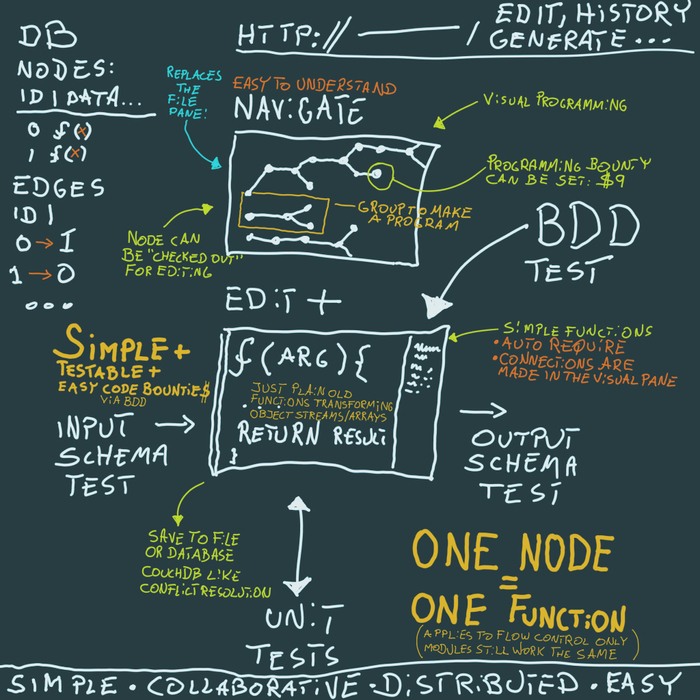 DB
NODES:
ID | DATA...
0 f(x)
1 f(x)
EDGES
ID |
0 → I
1 → O
...
HTTP:// ——— /
EDIT, HISTORY
GENERATE...
REPLACES
THE
FILE
PANE!
EASY TO UNDERSTAND
NAVIGATE
VISUAL PROGRAMMING
PROGRAMMING BOUNTY
CAN BE SET: $9
GROUP TO MAKE
A PROGRAM
NODE CAN
BE "CHECKED OUT"
FOR EDITING
BDD
TEST
EDIT +
SIMPLE +
TESTABLE +
EASY CODE BOUNTIE$
VIA BDD
INPUT
SCHEMA
TEST
f(ARG){
JUST PLAIN OLD
FUNCTIONS TRANSFORMING
OBJECT STREAMS/ARRAYS
RETURN RESULT
}
SIMPLE FUNCTIONS
• AUTO REQUIRE
• CONNECTIONS ARE
MADE IN THE VISUAL PANE
OUTPUT
SCHEMA
TEST
SAVE TO FILE
OR DATABASE
COUCHDB LIKE
CONFLICT RESOLUTION
UNIT
TESTS
ONE NODE
=
ONE FUNCTION
(APPLIES TO FLOW CONTROL ONLY
MODULES STILL WORK THE SAME)
SIMPLE • COLLABORATIVE • DISTRIBUTED • EASY